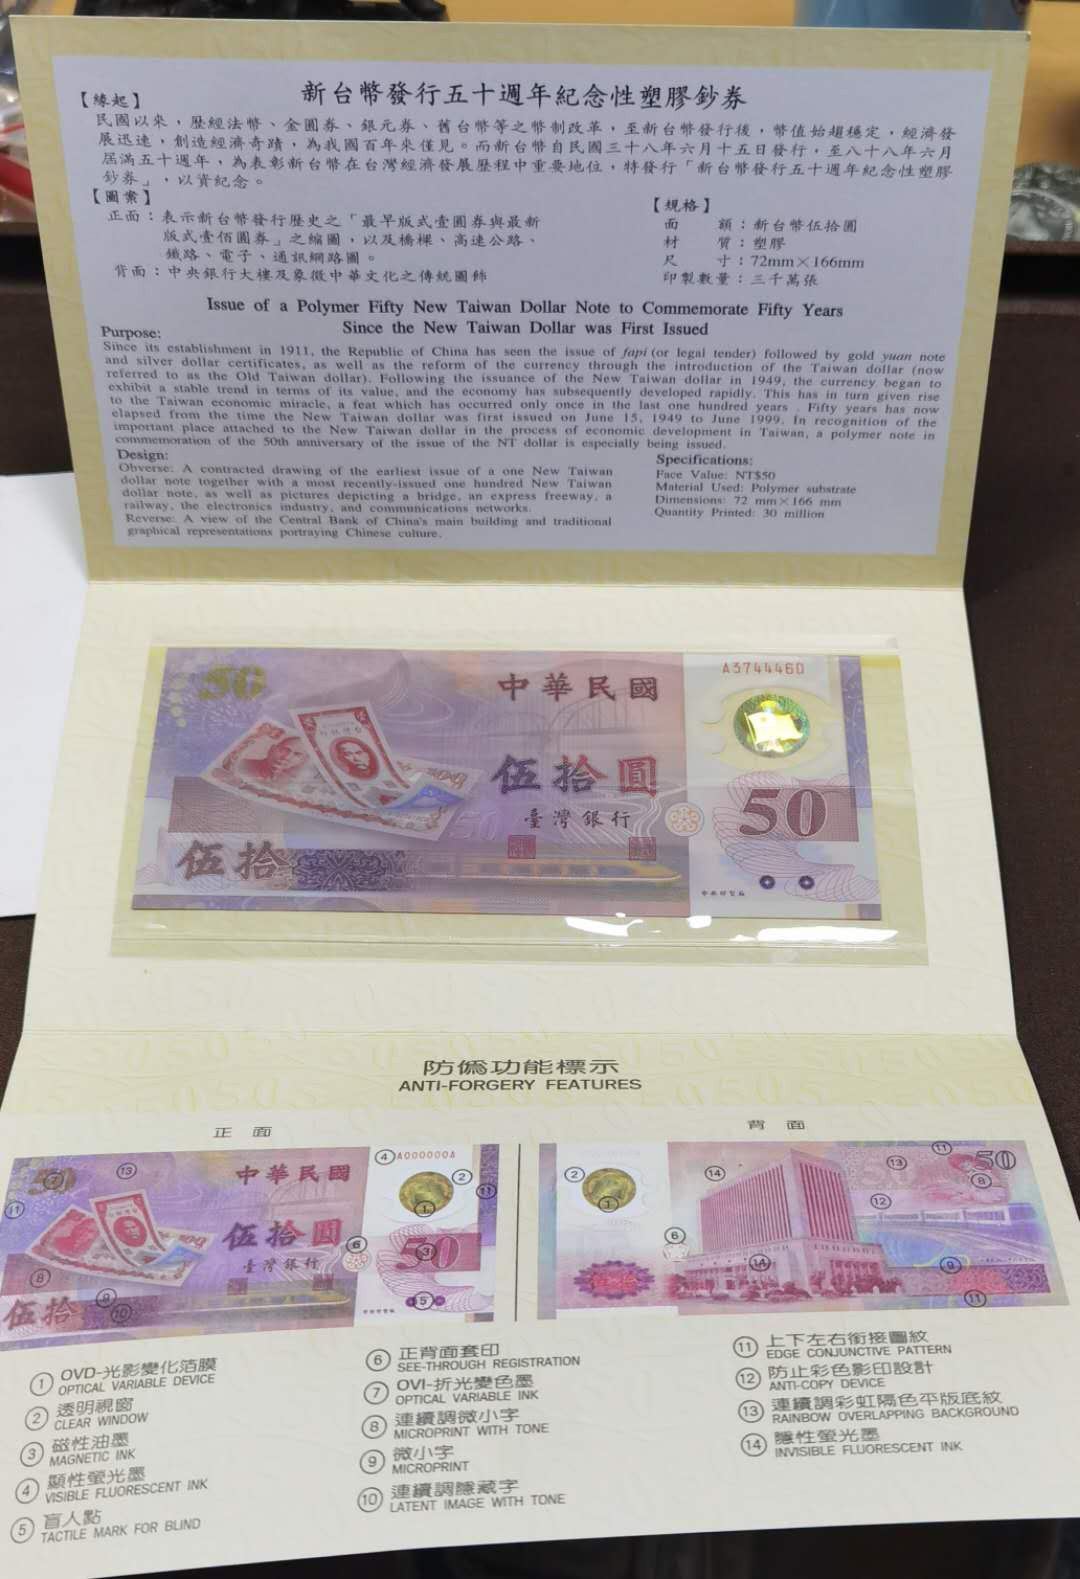 新台幣發行五十週年紀念性塑膠鈔券
【緣起】
民國以來，歷經法幣、金圓券、銀元券、舊台幣等之幣制改革，至新台幣發行後，幣值始趨穩定，經濟發
展迅速，創造經濟奇蹟，為我國百年來僅見。而新台幣自民國三十八年六月十五日發行，至八十八年六月
屆滿五十週年，為表彰新台幣在台灣經濟發展歷程中重要地位，特發行「新台幣發行五十週年紀念性塑膠
鈔券」，以資紀念。
【圖案】
正面：表示新台幣發行歷史之「最早版式壹圓券與最新
版式壹佰圓券」之縮圖，以及橋樑、高速公路、
鐵路、電子、通訊網路圖。
背面：中央銀行大樓及象徵中華文化之傳統圖飾
【規格】
面　　額：新台幣伍拾圓
材　　質：塑膠
尺　　寸：72mm×166mm
印製數量：三千萬張
Issue of a Polymer Fifty New Taiwan Dollar Note to Commemorate Fifty Years
Since the New Taiwan Dollar was First Issued
Purpose:
Since its establishment in 1911, the Republic of China has seen the issue of fapi (or legal tender) followed by gold yuan note
and silver dollar certificates, as well as the reform of the currency through the introduction of the Taiwan dollar (now
referred to as the Old Taiwan dollar). Following the issuance of the New Taiwan dollar in 1949, the currency began to
exhibit a stable trend in terms of its value, and the economy has subsequently developed rapidly. This has in turn given rise
to the Taiwan economic miracle, a feat which has occurred only once in the last one hundred years . Fifty years has now
elapsed from the time the New Taiwan dollar was first issued on June 15, 1949 to June 1999. In recognition of the
important place attached to the New Taiwan dollar in the process of economic development in Taiwan, a polymer note in
commemoration of the 50th anniversary of the issue of the NT dollar is especially being issued.
Design:
Obverse: A contracted drawing of the earliest issue of a one New Taiwan
dollar note together with a most recently-issued one hundred New Taiwan
dollar note, as well as pictures depicting a bridge, an express freeway, a
railway, the electronics industry, and communications networks.
Reverse: A view of the Central Bank of China's main building and traditional
graphical representations portraying Chinese culture.
Specifications:
Face Value: NT$50
Material Used: Polymer substrate
Dimensions: 72 mm×166 mm
Quantity Printed: 30 million
50
中華民國
A374446D
伍拾圓
臺灣銀行
50
伍拾
中央印製廠
防偽功能標示
ANTI-FORGERY FEATURES
正面
背面
50
中華民國
A000000A
伍拾圓
臺灣銀行
50
伍拾
50
① OVD-光影變化箔膜
OPTICAL VARIABLE DEVICE
② 透明視窗
CLEAR WINDOW
③ 磁性油墨
MAGNETIC INK
④ 顯性螢光墨
VISIBLE FLUORESCENT INK
⑤ 盲人點
TACTILE MARK FOR BLIND
⑥ 正背面套印
SEE-THROUGH REGISTRATION
⑦ OVI-折光變色墨
OPTICAL VARIABLE INK
⑧ 連續調微小字
MICROPRINT WITH TONE
⑨ 微小字
MICROPRINT
⑩ 連續調隱藏字
LATENT IMAGE WITH TONE
⑪ 上下左右銜接圖紋
EDGE CONJUNCTIVE PATTERN
⑫ 防止彩色影印設計
ANTI-COPY DEVICE
⑬ 連續調彩虹隔色平版底紋
RAINBOW OVERLAPPING BACKGROUND
⑭ 隱性螢光墨
INVISIBLE FLUORESCENT INK